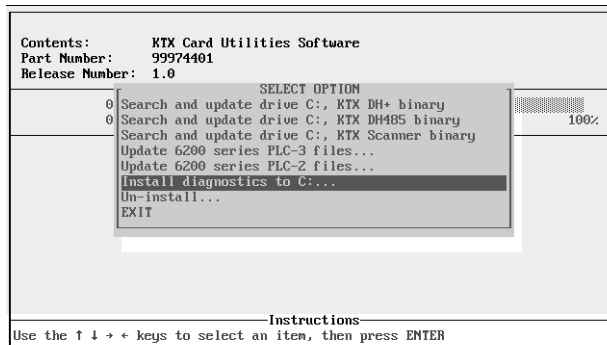 Contents: KTX Card Utilities Software
Part Number: 99974401
Release Number: 1.0
SELECT OPTION
0 Search and update drive C:, KTX DH+ binary
0 Search and update drive C:, KTX DH485 binary 100%
Search and update drive C:, KTX Scanner binary
Update 6200 series PLC-3 files...
Update 6200 series PLC-2 files...
Install diagnostics to C:...
Un-install...
EXIT
Instructions
Use the ↑ ↓ → ← keys to select an item, then press ENTER